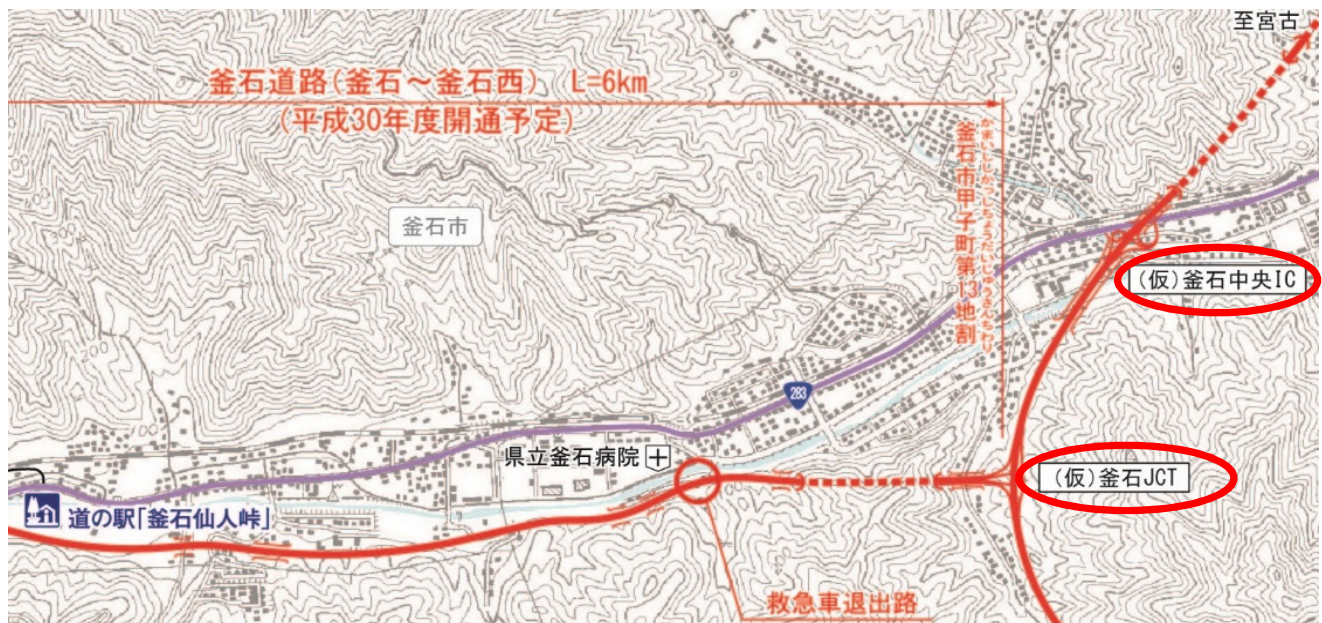 至宮古
釜石道路(釜石～釜石西) L=6km
(平成30年度開通予定)
かまいしし かっしちょうだいじゅうさんちわり
釜石市甲子町第13地割
釜石市
(仮)釜石中央IC
283
県立釜石病院
(仮)釜石JCT
道の駅「釜石仙人峠」
救急車退出路
200
100